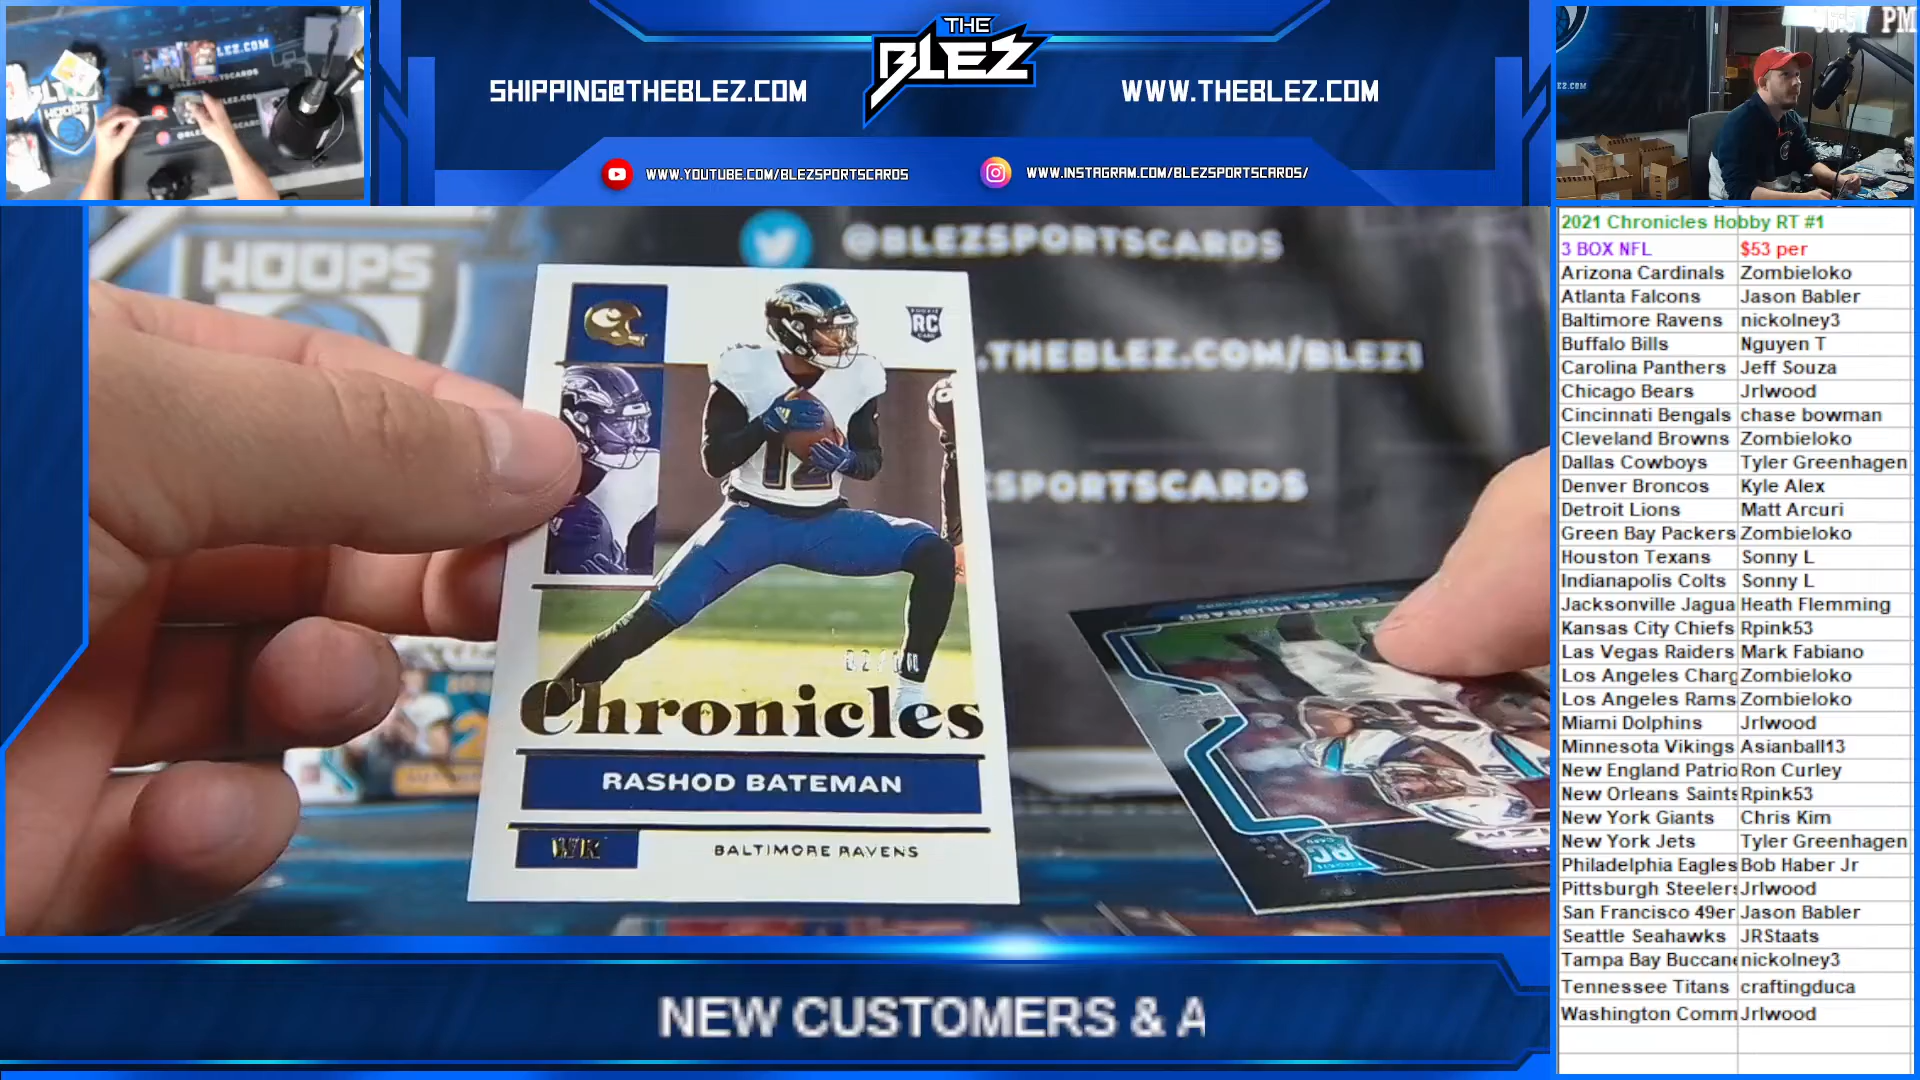 THE
BLEZ
SHIPPING@THEBLEZ.COM
WWW.THEBLEZ.COM
WWW.YOUTUBE.COM/BLEZSPORTSCARDS
WWW.INSTAGRAM.COM/BLEZSPORTSCARDS/
HOOPS
@BLEZSPORTSCARDS
.THEBLEZ.COM/BLEZ1
RC
Chronicles
RASHOD BATEMAN
WR
BALTIMORE RAVENS
NEW CUSTOMERS & A
2021 Chronicles Hobby RT #1
3 BOX NFL $53 per
Arizona Cardinals Zombieloko
Atlanta Falcons Jason Babler
Baltimore Ravens nickolney3
Buffalo Bills Nguyen T
Carolina Panthers Jeff Souza
Chicago Bears Jrlwood
Cincinnati Bengals chase bowman
Cleveland Browns Zombieloko
Dallas Cowboys Tyler Greenhagen
Denver Broncos Kyle Alex
Detroit Lions Matt Arcuri
Green Bay Packers Zombieloko
Houston Texans Sonny L
Indianapolis Colts Sonny L
Jacksonville Jagua Heath Flemming
Kansas City Chiefs Rpink53
Las Vegas Raiders Mark Fabiano
Los Angeles Charg Zombieloko
Los Angeles Rams Zombieloko
Miami Dolphins Jrlwood
Minnesota Vikings Asianball13
New England Patrio Ron Curley
New Orleans Saints Rpink53
New York Giants Chris Kim
New York Jets Tyler Greenhagen
Philadelphia Eagles Bob Haber Jr
Pittsburgh Steelers Jrlwood
San Francisco 49er Jason Babler
Seattle Seahawks JRStaats
Tampa Bay Buccane nickolney3
Tennessee Titans craftingduca
Washington Comm Jrlwood